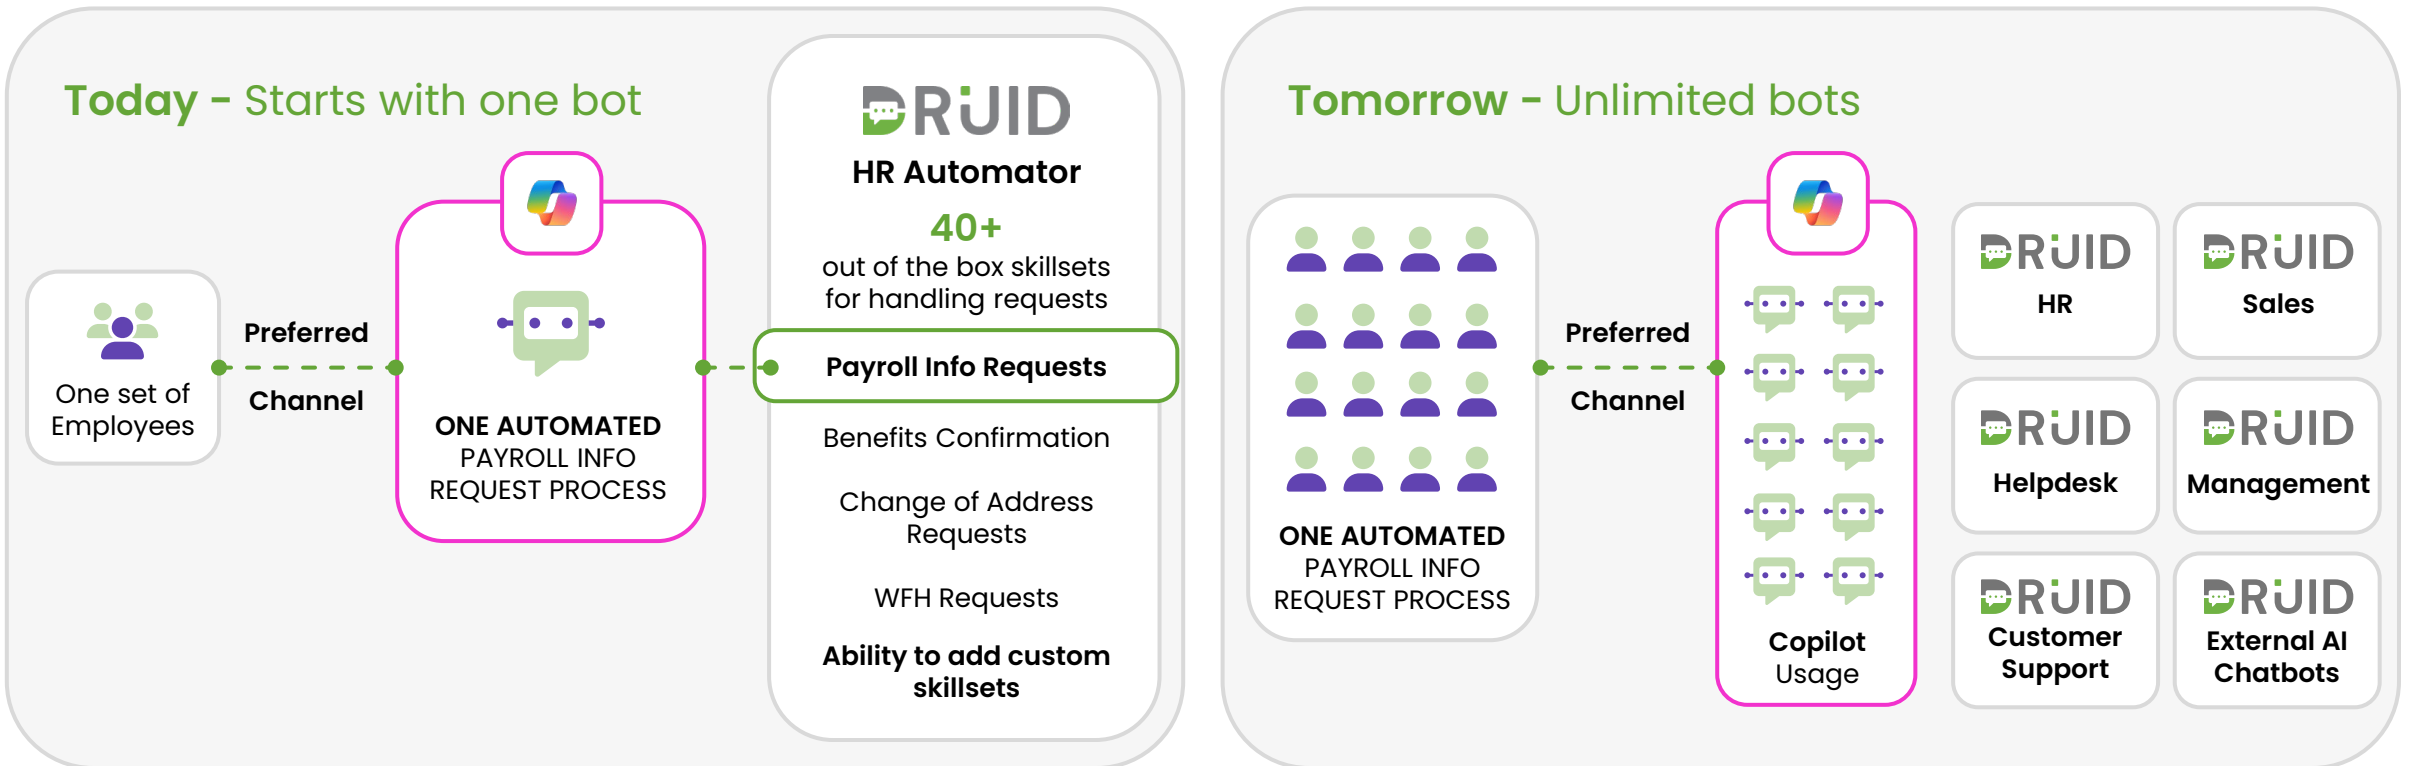 Today - Starts with one bot
One set of
Employees
Preferred
Channel
ONE AUTOMATED
PAYROLL INFO
REQUEST PROCESS
DRUID
HR Automator
40+
out of the box skillsets
for handling requests
Payroll Info Requests
Benefits Confirmation
Change of Address
Requests
WFH Requests
Ability to add custom
skillsets
Tomorrow - Unlimited bots
ONE AUTOMATED
PAYROLL INFO
REQUEST PROCESS
Preferred
Channel
Copilot
Usage
DRUID
HR
DRUID
Sales
DRUID
Helpdesk
DRUID
Management
DRUID
Customer
Support
DRUID
External AI
Chatbots